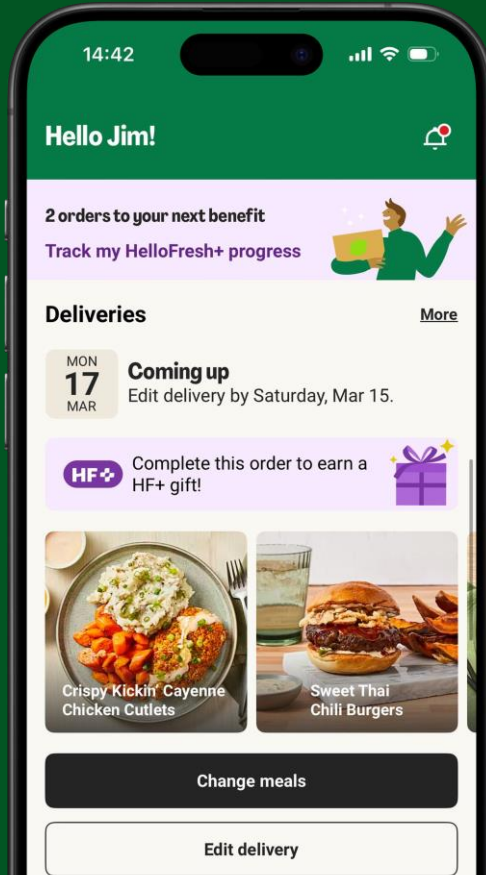 14:42
Hello Jim!
2 orders to your next benefit
Track my HelloFresh+ progress
Deliveries
More
MON
17
MAR
Coming up
Edit delivery by Saturday, Mar 15.
HF+
Complete this order to earn a
HF+ gift!
Crispy Kickin' Cayenne
Chicken Cutlets
Sweet Thai
Chili Burgers
Change meals
Edit delivery